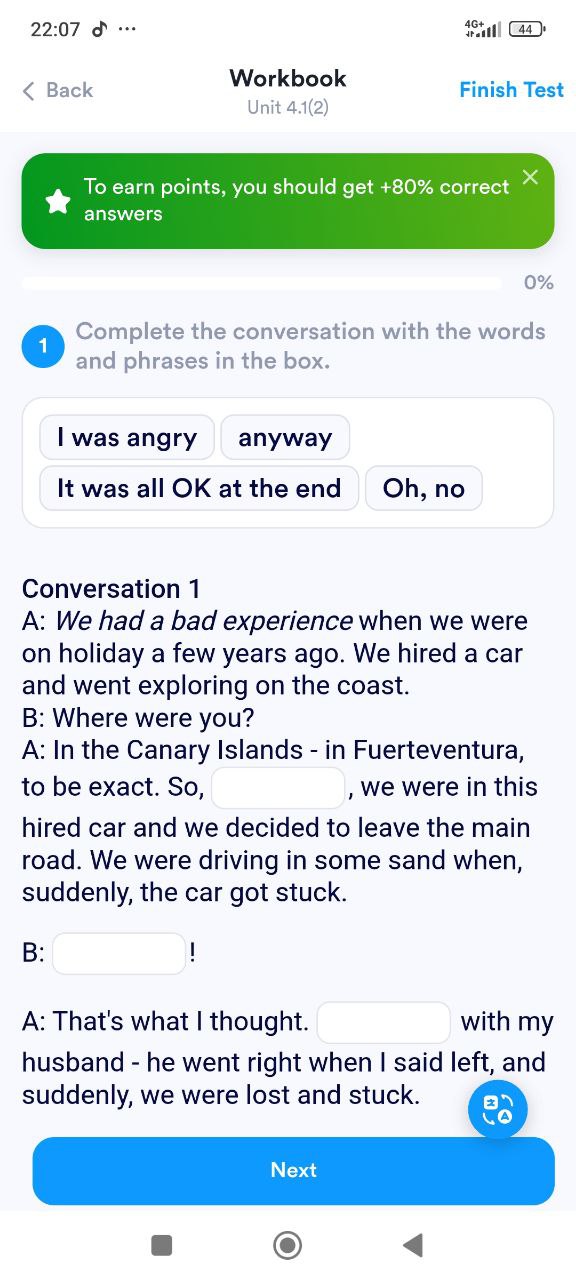 22:07
4G+
44
Back
Workbook
Finish Test
Unit 4.1(2)
To earn points, you should get +80% correct
answers
0%
1
Complete the conversation with the words
and phrases in the box.
I was angry
anyway
It was all OK at the end
Oh, no
Conversation 1
A: We had a bad experience when we were
on holiday a few years ago. We hired a car
and went exploring on the coast.
B: Where were you?
A: In the Canary Islands - in Fuerteventura,
to be exact. So, , we were in this
hired car and we decided to leave the main
road. We were driving in some sand when,
suddenly, the car got stuck.
B: !
A: That's what I thought. with my
husband - he went right when I said left, and
suddenly, we were lost and stuck.
Next